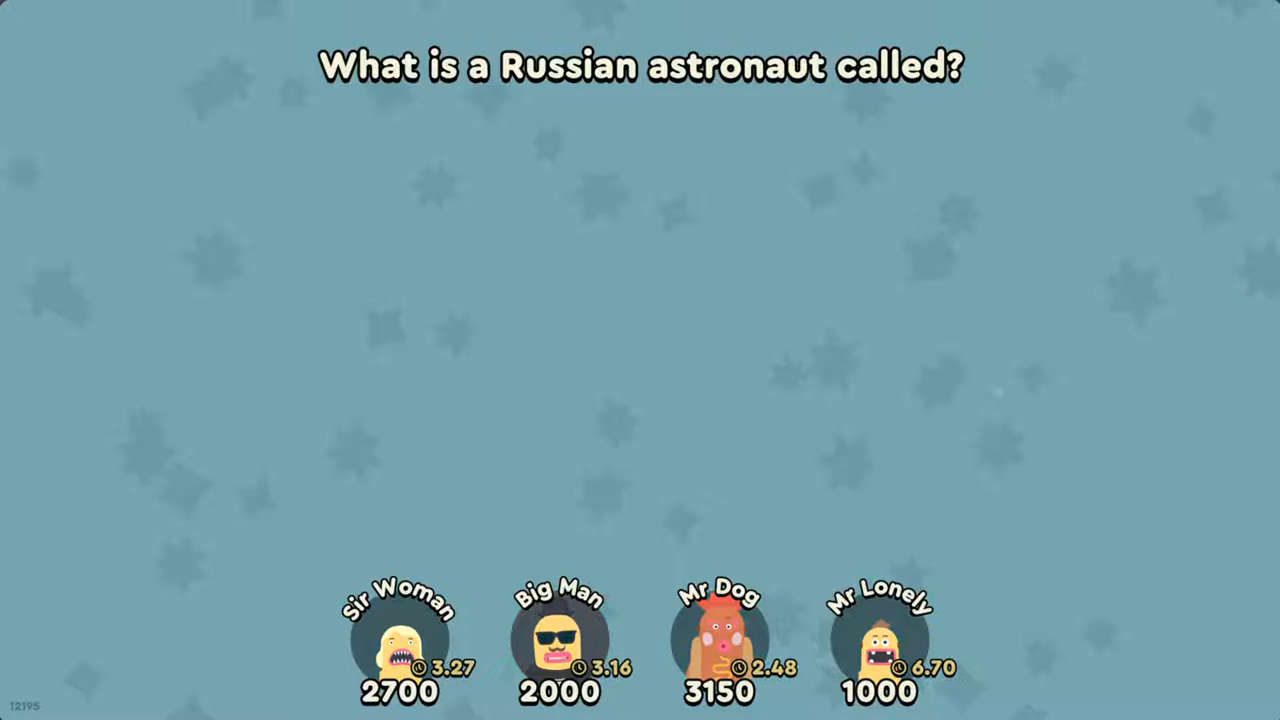 What is a Russian astronaut called?
Sir Woman
Big Man
Mr Dog
Mr Lonely
3.27
3.16
2.48
6.70
2700
2000
3150
1000
12195